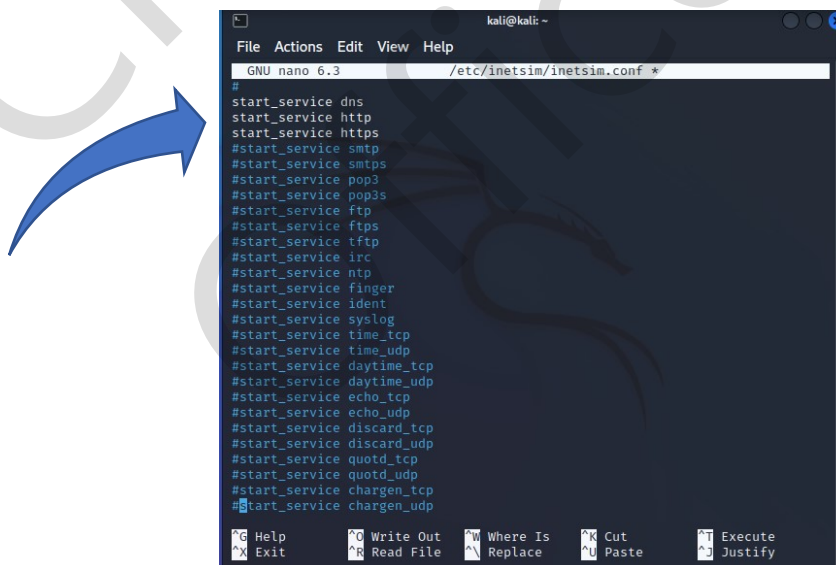 kali@kali: ~
File Actions Edit View Help
GNU nano 6.3 /etc/inetsim/inetsim.conf *
#
start_service dns
start_service http
start_service https
#start_service smtp
#start_service smtps
#start_service pop3
#start_service pop3s
#start_service ftp
#start_service ftps
#start_service tftp
#start_service irc
#start_service ntp
#start_service finger
#start_service ident
#start_service syslog
#start_service time_tcp
#start_service time_udp
#start_service daytime_tcp
#start_service daytime_udp
#start_service echo_tcp
#start_service echo_udp
#start_service discard_tcp
#start_service discard_udp
#start_service quotd_tcp
#start_service quotd_udp
#start_service chargen_tcp
#start_service chargen_udp
^G Help ^O Write Out ^W Where Is ^K Cut ^T Execute
^X Exit ^R Read File ^\ Replace ^U Paste ^J Justify